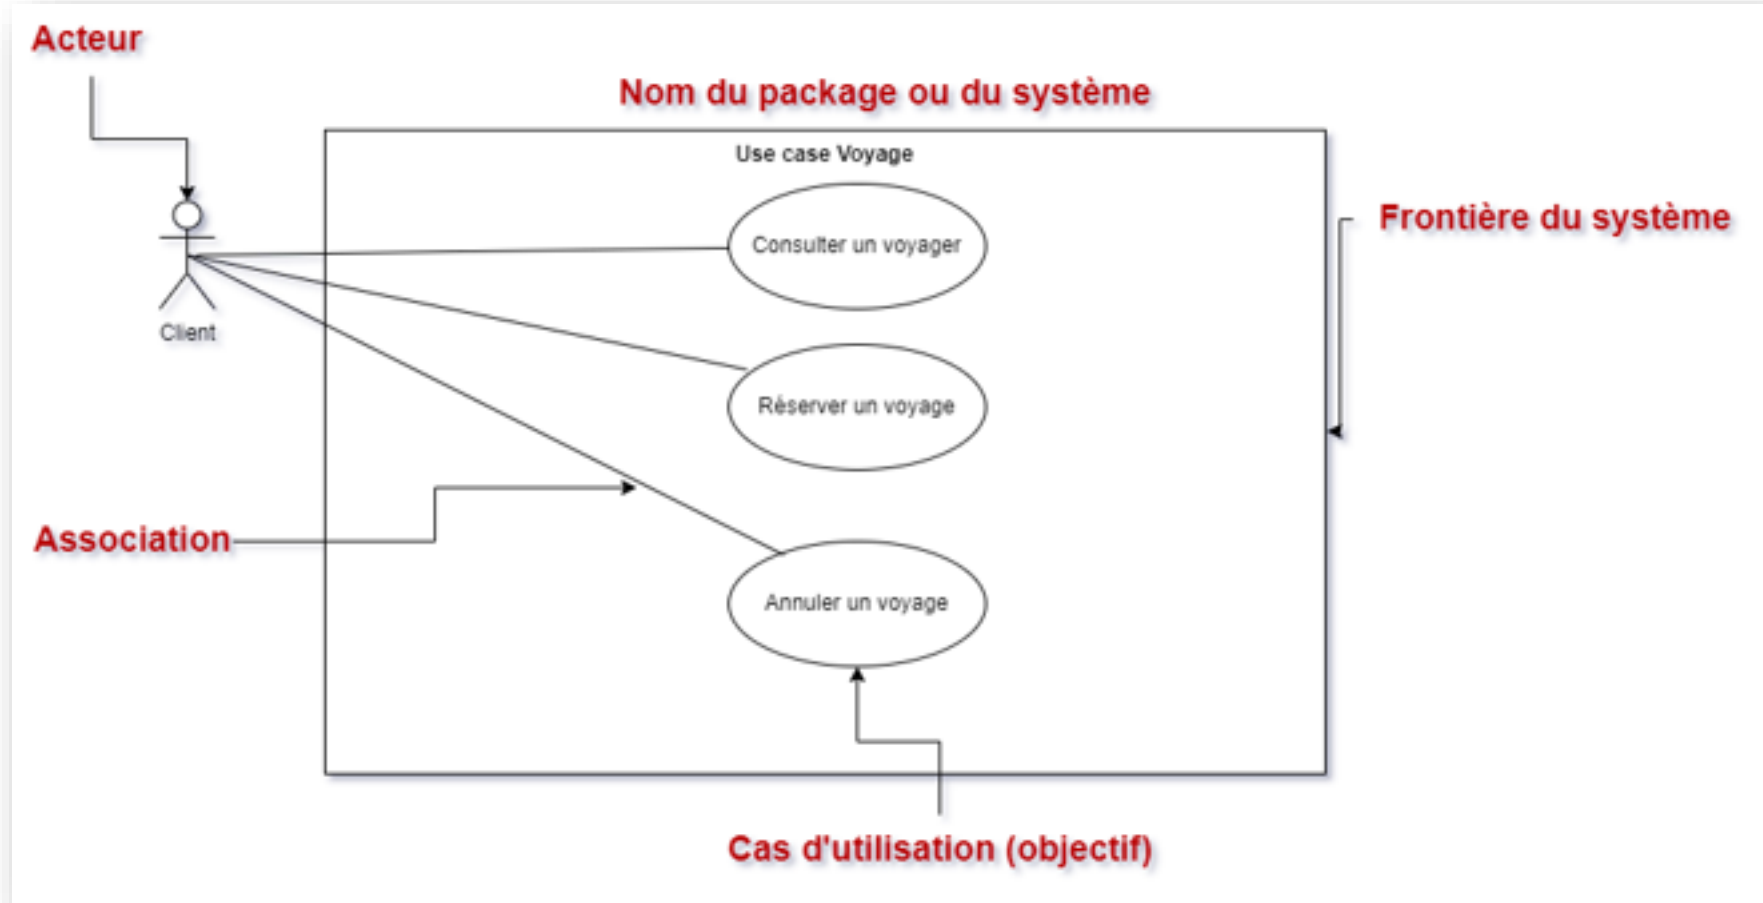 Acteur
Nom du package ou du système
Use case Voyage
Consulter un voyager
Frontière du système
Client
Réserver un voyage
Association
Annuler un voyage
Cas d'utilisation (objectif)